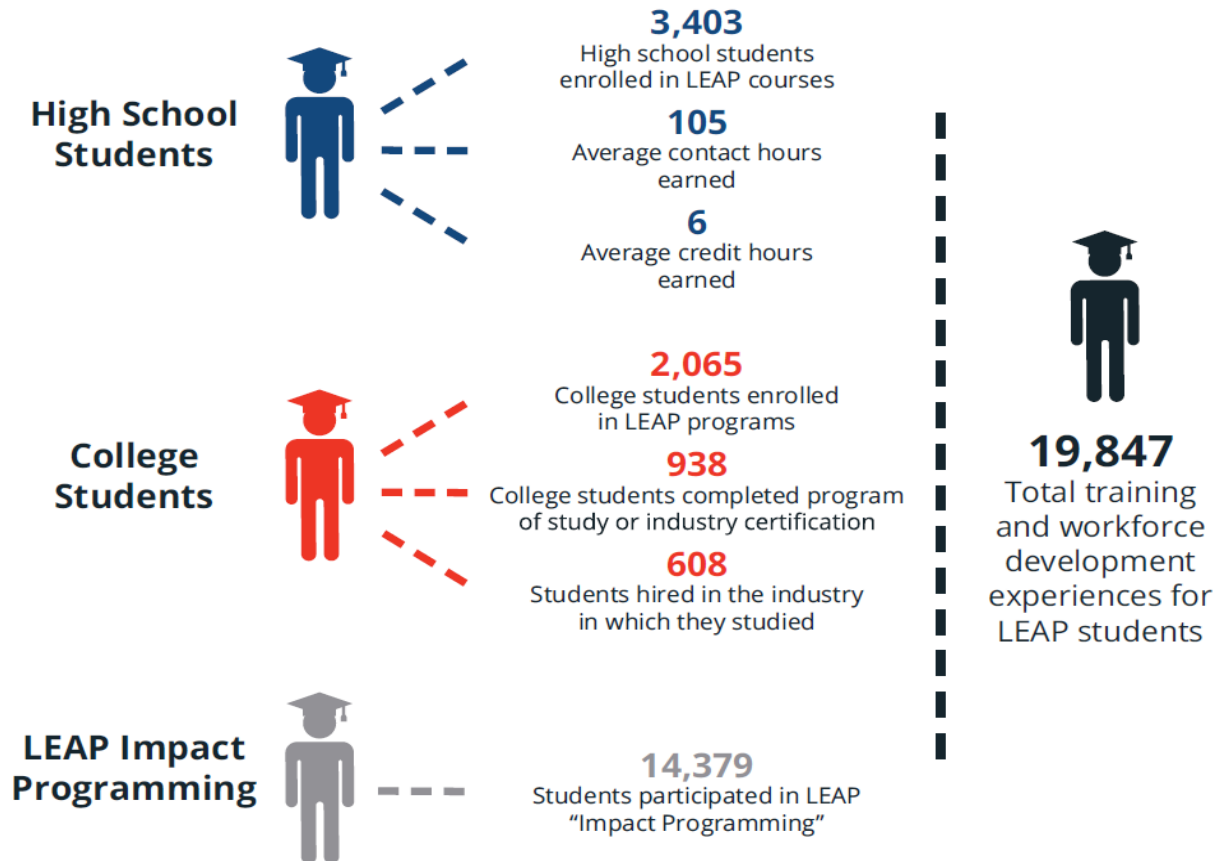 High School
Students
3,403
High school students
enrolled in LEAP courses
105
Average contact hours
earned
6
Average credit hours
earned
College
Students
2,065
College students enrolled
in LEAP programs
938
College students completed program
of study or industry certification
608
Students hired in the industry
in which they studied
LEAP Impact
Programming
14,379
Students participated in LEAP
“Impact Programming”
19,847
Total training
and workforce
development
experiences for
LEAP students